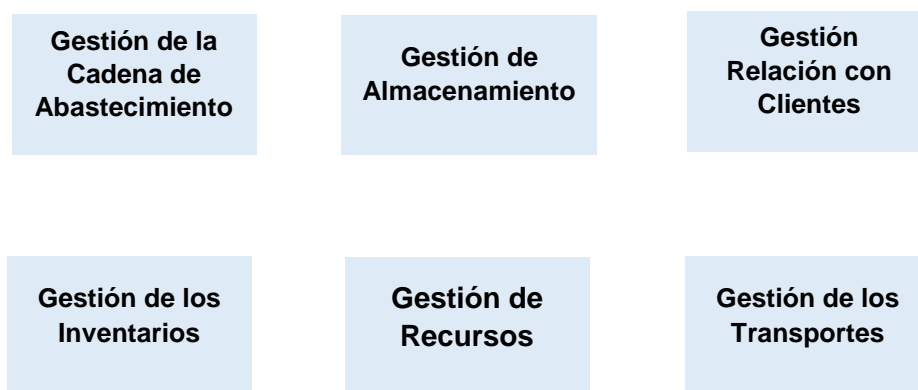 Gestión de la
Cadena de
Abastecimiento
Gestión de
Almacenamiento
Gestión
Relación con
Clientes
Gestión de los
Inventarios
Gestión de
Recursos
Gestión de los
Transportes